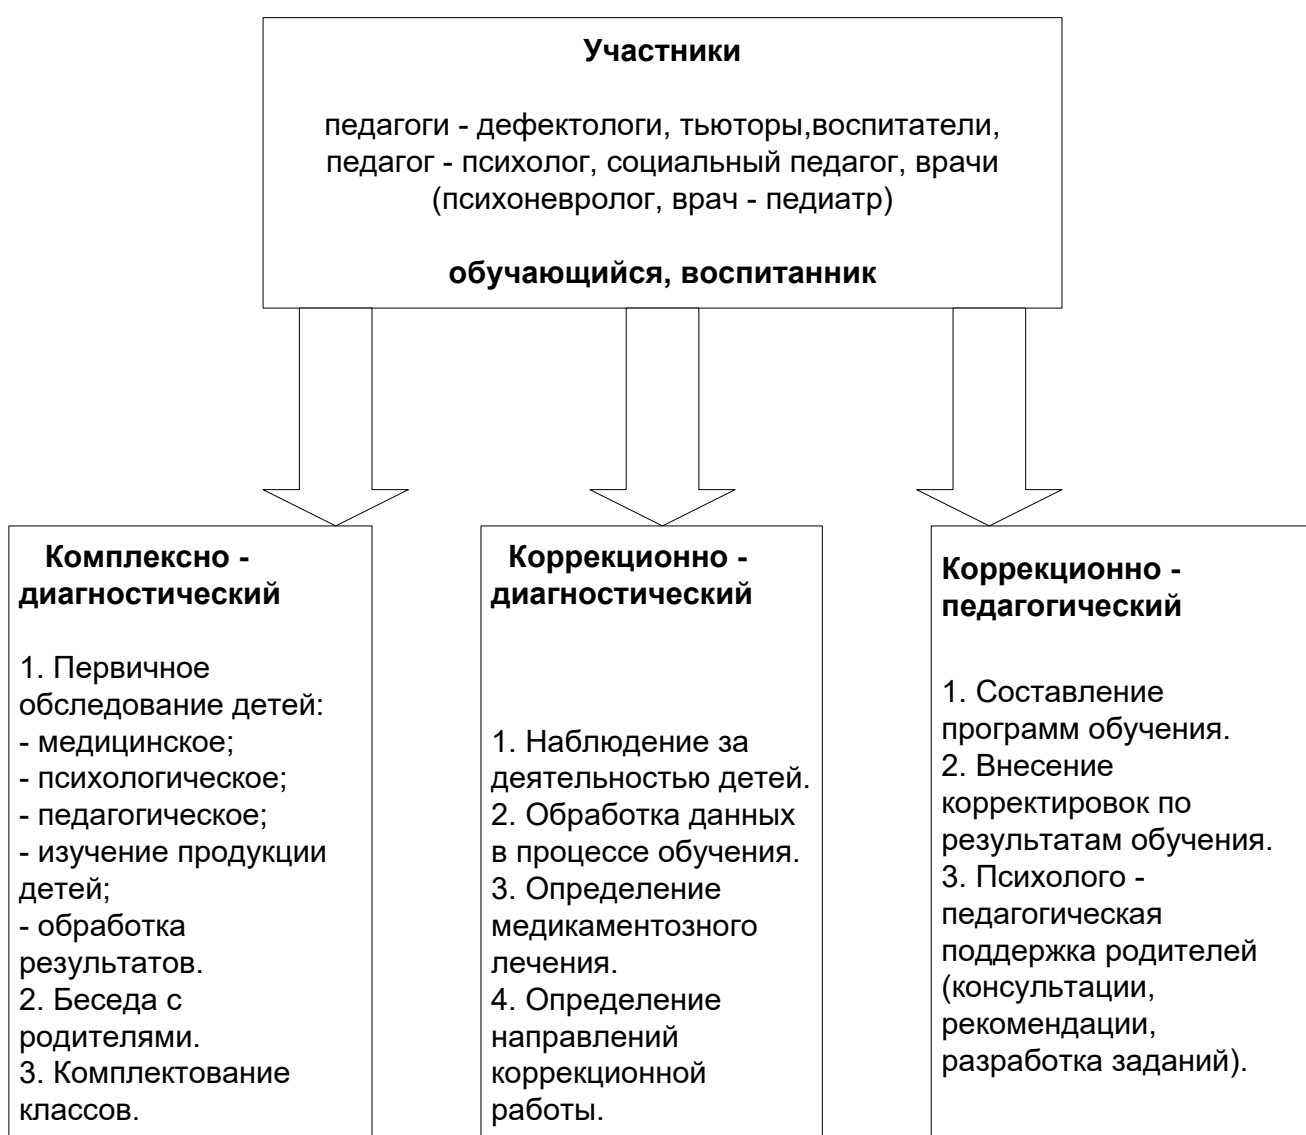 Участники
педагоги - дефектологи, тьюторы,воспитатели,
педагог - психолог, социальный педагог, врачи
(психоневролог, врач - педиатр)
обучающийся, воспитанник
Комплексно -
диагностический
1. Первичное
обследование детей:
- медицинское;
- психологическое;
- педагогическое;
- изучение продукции
детей;
- обработка
результатов.
2. Беседа с
родителями.
3. Комплектование
классов.
Коррекционно -
диагностический
1. Наблюдение за
деятельностью детей.
2. Обработка данных
в процессе обучения.
3. Определение
медикаментозного
лечения.
4. Определение
направлений
коррекционной
работы.
Коррекционно -
педагогический
1. Составление
программ обучения.
2. Внесение
корректировок по
результатам обучения.
3. Психолого -
педагогическая
поддержка родителей
(консультации,
рекомендации,
разработка заданий).